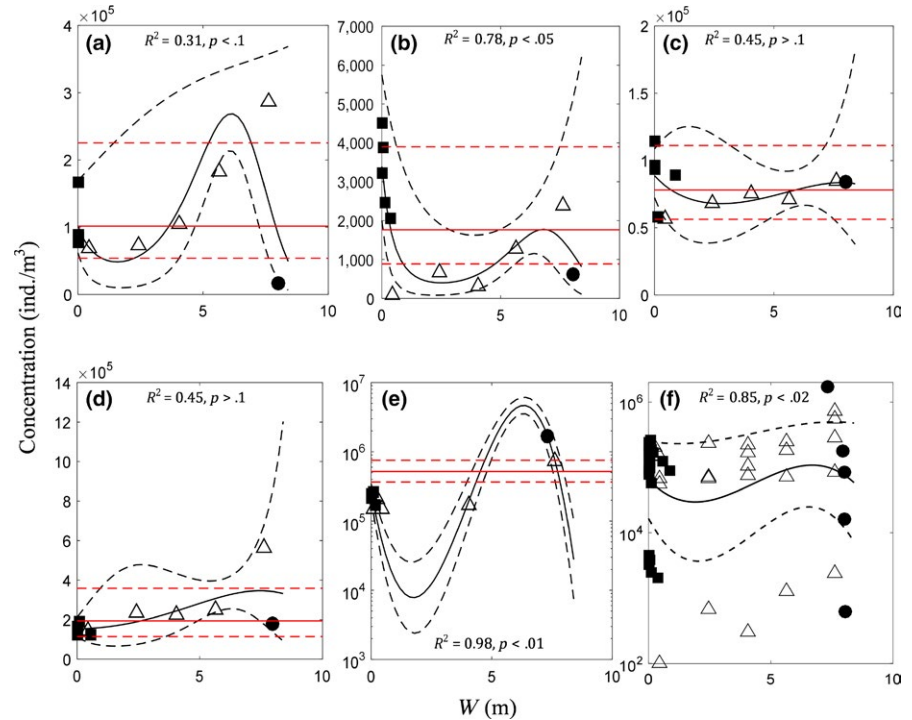 × 10⁵
(a)
R² = 0.31, p < .1
4
3
2
1
0
0 5 10
(b)
R² = 0.78, p < .05
7,000
6,000
5,000
4,000
3,000
2,000
1,000
0
0 5 10
× 10⁵
(c)
R² = 0.45, p > .1
2
1.5
1
0.5
0
0 5 10
Concentration (ind./m³)
× 10⁵
(d)
R² = 0.45, p > .1
14
12
10
8
6
4
2
0
0 5 10
(e)
10⁷
10⁶
10⁵
10⁴
10³
R² = 0.98, p < .01
0 5 10
(f)
R² = 0.85, p < .02
10⁶
10⁴
10²
0 5 10
W (m)